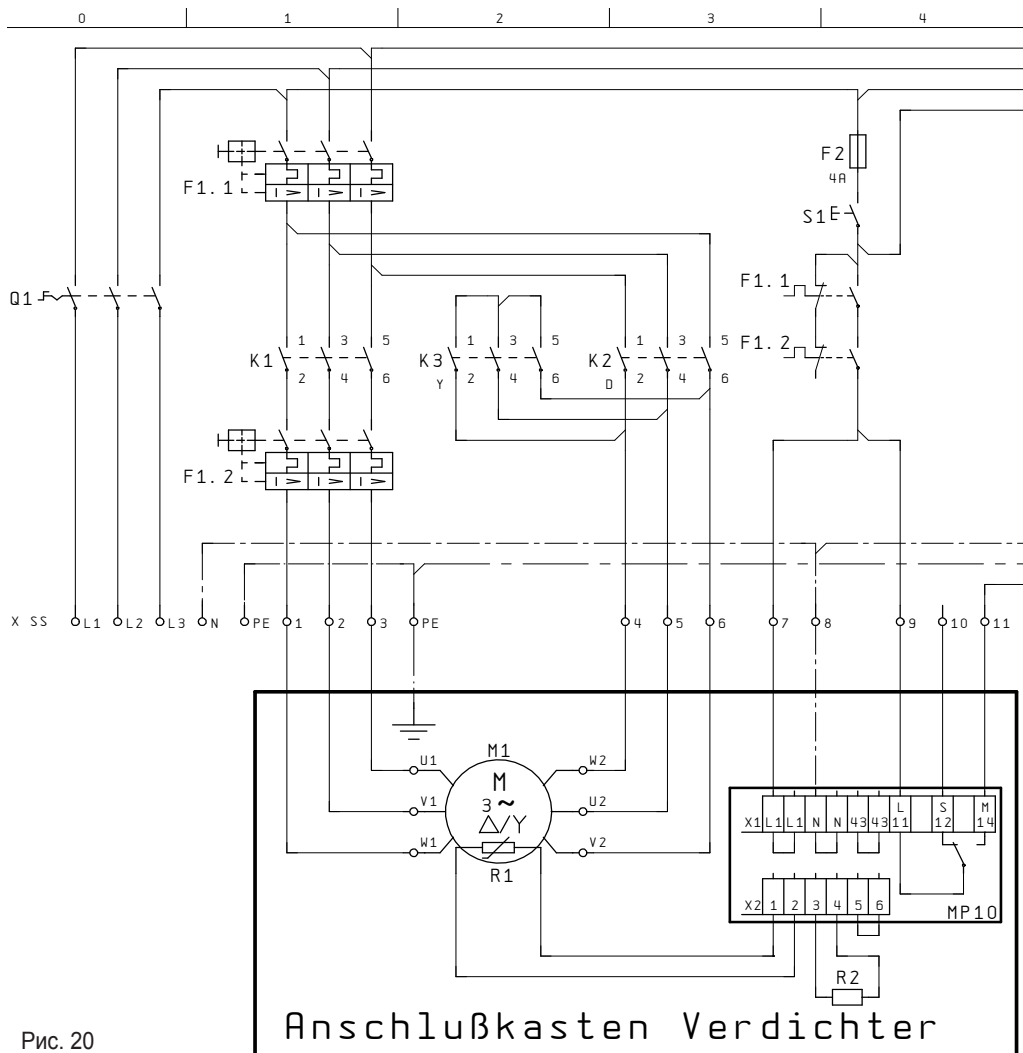 0 1 2 3 4
F2
4A
F1. 1
I > I > I >
S1
F1. 1
Q1
1 3 5 1 3 5 1 3 5
K1 K3 K2 F1. 2
Y 2 4 6 2 4 6 D 2 4 6
F1. 2
I > I > I >
X SS L1 L2 L3 N PE 1 2 3 PE 4 5 6 7 8 9 10 11
M1
U1 W2
M
3 ~
V1 U2
△/Y
W1 V2
R1
L S M
X1 L1 L1 N N 43 43 11 12 14
X2 1 2 3 4 5 6
MP10
R2
Anschlußkasten Verdichter
Рис. 20